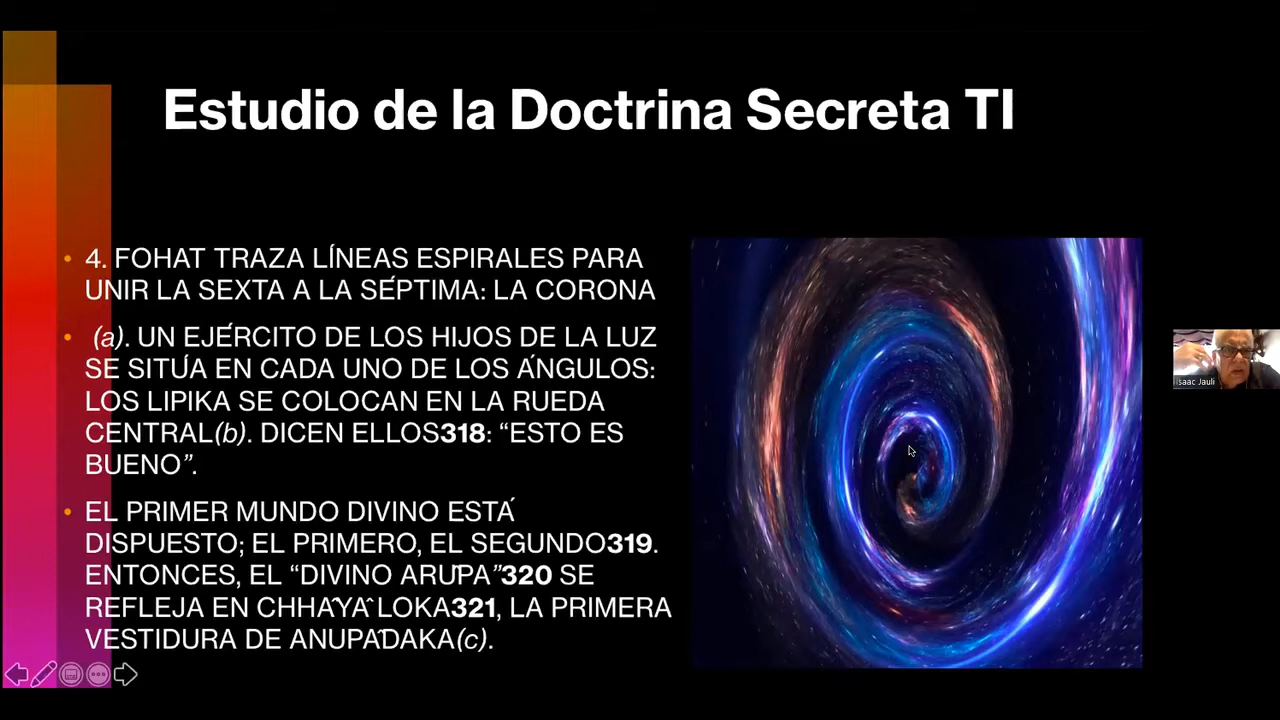 Estudio de la Doctrina Secreta TI
• 4. FOHAT TRAZA LÍNEAS ESPIRALES PARA
UNIR LA SEXTA A LA SÉPTIMA: LA CORONA
• (a). UN EJÉRCITO DE LOS HIJOS DE LA LUZ
SE SITÚA EN CADA UNO DE LOS ÁNGULOS:
LOS LIPIKA SE COLOCAN EN LA RUEDA
CENTRAL(b). DICEN ELLOS318: “ESTO ES
BUENO”.
• EL PRIMER MUNDO DIVINO ESTÁ
DISPUESTO; EL PRIMERO, EL SEGUNDO319.
ENTONCES, EL “DIVINO ARUPA”320 SE
REFLEJA EN CHHAYA LOKA321, LA PRIMERA
VESTIDURA DE ANUPADAKA(c).
Isaac Jauli